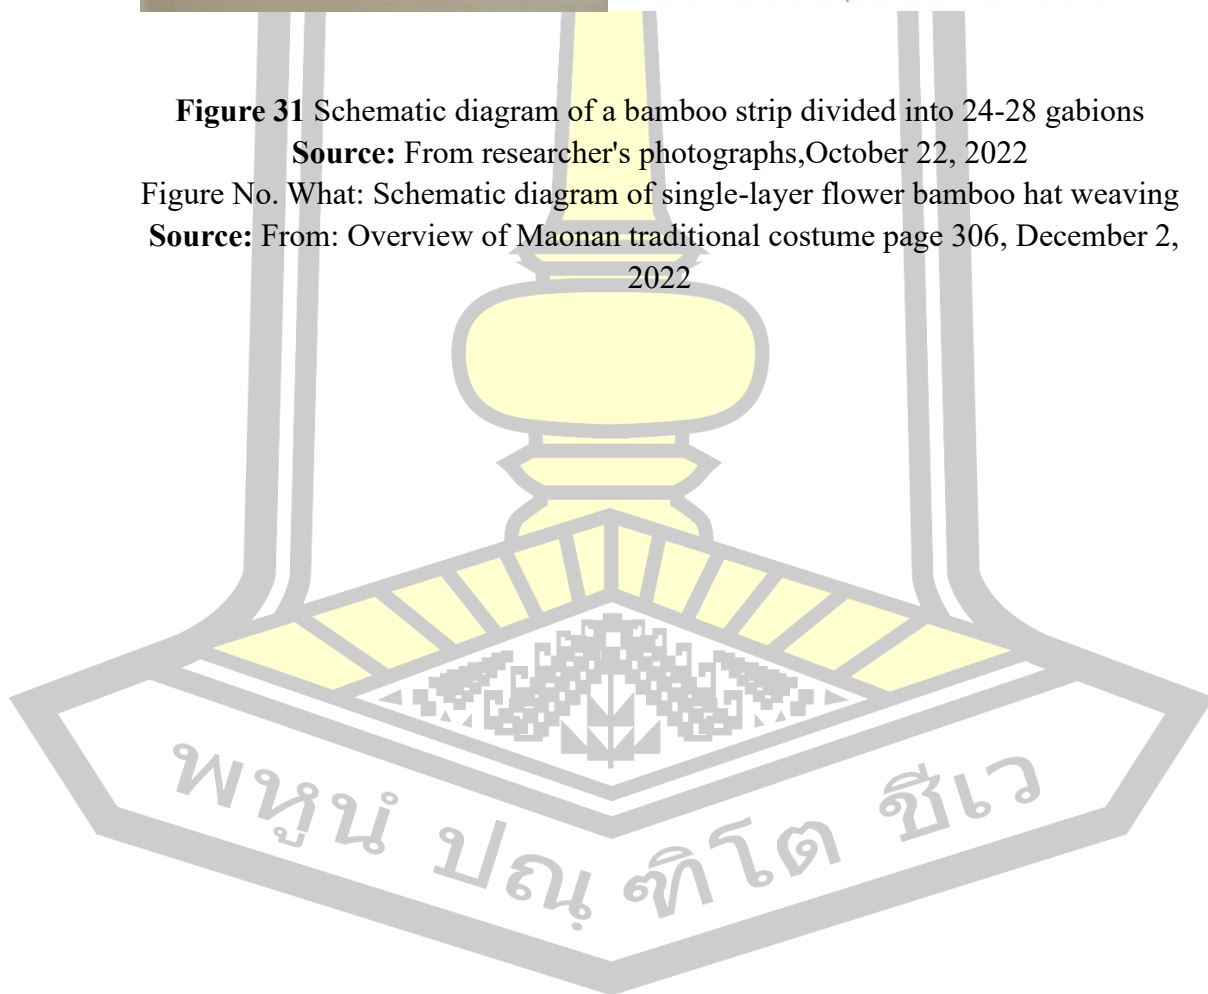 Figure 31 Schematic diagram of a bamboo strip divided into 24-28 gabions
Source: From researcher's photographs,October 22, 2022
Figure No. What: Schematic diagram of single-layer flower bamboo hat weaving
Source: From: Overview of Maonan traditional costume page 306, December 2,
2022
พหูนํ ปณฺฑิโต ชีเว